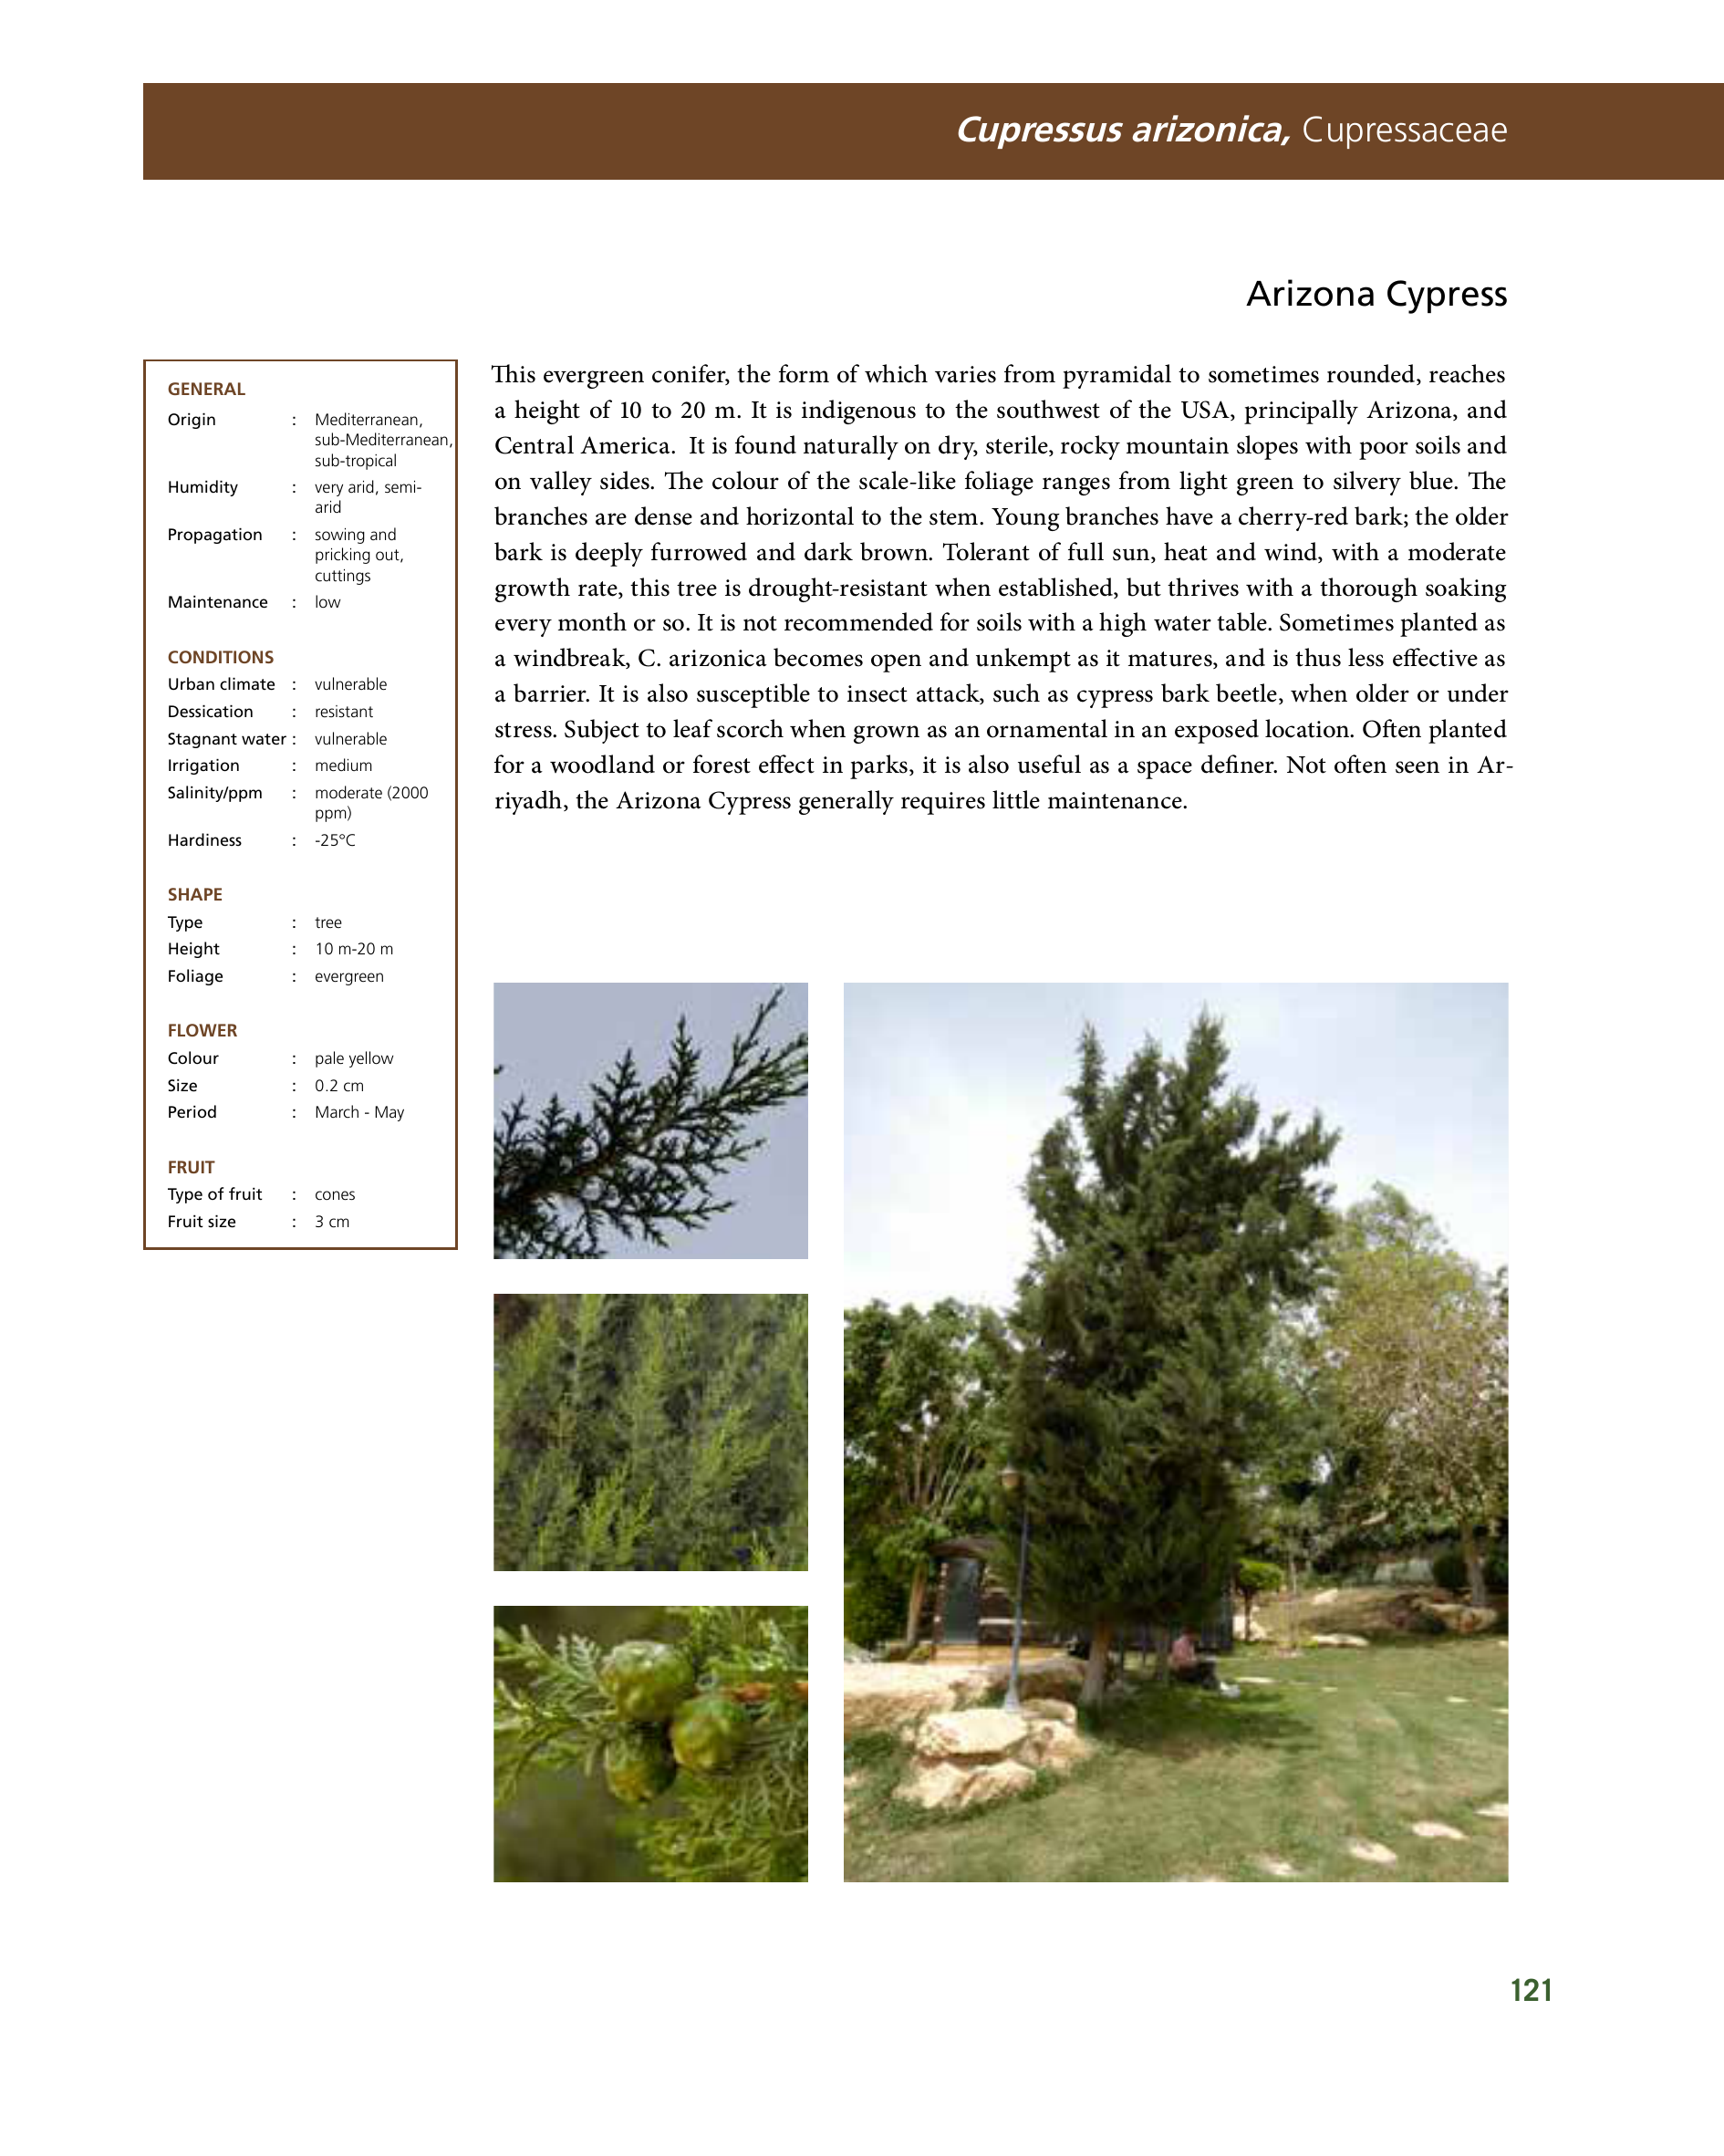 Cupressus arizonica, Cupressaceae
Arizona Cypress
GENERAL
Origin : Mediterranean,
sub-Mediterranean,
sub-tropical
Humidity : very arid, semi-
arid
Propagation : sowing and
pricking out,
cuttings
Maintenance : low
CONDITIONS
Urban climate : vulnerable
Dessication : resistant
Stagnant water : vulnerable
Irrigation : medium
Salinity/ppm : moderate (2000
ppm)
Hardiness : -25°C
SHAPE
Type : tree
Height : 10 m-20 m
Foliage : evergreen
FLOWER
Colour : pale yellow
Size : 0.2 cm
Period : March - May
FRUIT
Type of fruit : cones
Fruit size : 3 cm
This evergreen conifer, the form of which varies from pyramidal to sometimes rounded, reaches
a height of 10 to 20 m. It is indigenous to the southwest of the USA, principally Arizona, and
Central America. It is found naturally on dry, sterile, rocky mountain slopes with poor soils and
on valley sides. The colour of the scale-like foliage ranges from light green to silvery blue. The
branches are dense and horizontal to the stem. Young branches have a cherry-red bark; the older
bark is deeply furrowed and dark brown. Tolerant of full sun, heat and wind, with a moderate
growth rate, this tree is drought-resistant when established, but thrives with a thorough soaking
every month or so. It is not recommended for soils with a high water table. Sometimes planted as
a windbreak, C. arizonica becomes open and unkempt as it matures, and is thus less effective as
a barrier. It is also susceptible to insect attack, such as cypress bark beetle, when older or under
stress. Subject to leaf scorch when grown as an ornamental in an exposed location. Often planted
for a woodland or forest effect in parks, it is also useful as a space definer. Not often seen in Ar-
riyadh, the Arizona Cypress generally requires little maintenance.
121